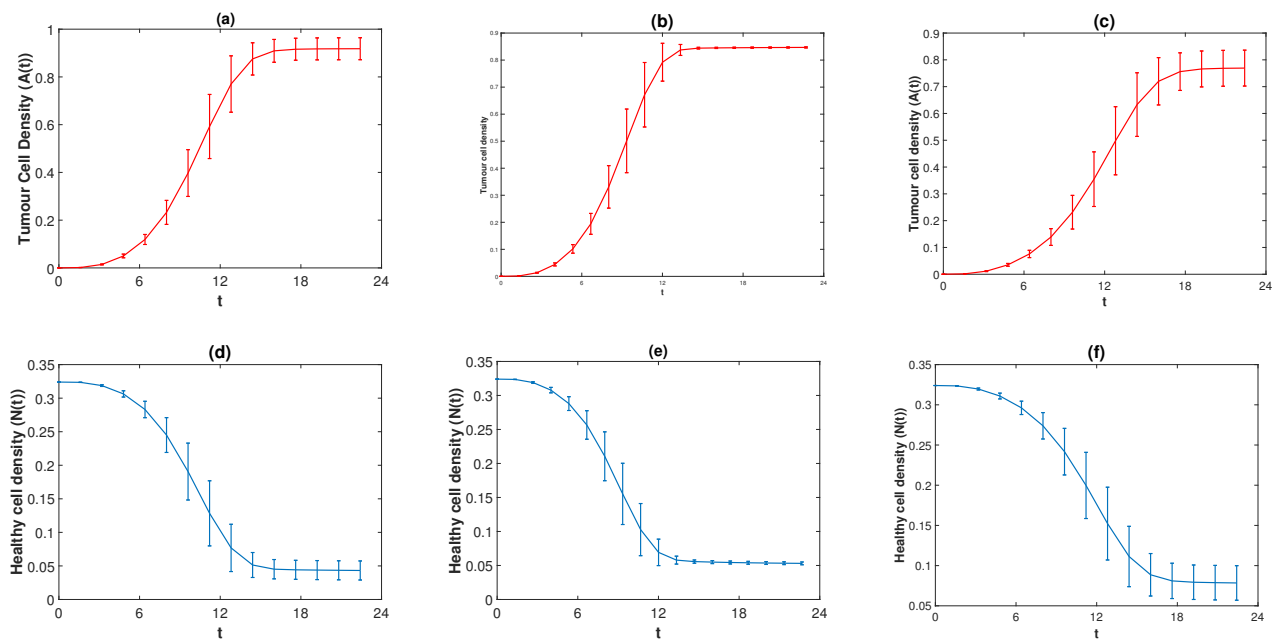 (a)
Tumour Cell Density (A(t))
1
0.8
0.6
0.4
0.2
0
0 6 12 18 24
t
(b)
Tumour cell density
0.9
0.8
0.7
0.6
0.5
0.4
0.3
0.2
0.1
0
0 6 12 18 24
t
(c)
Tumour cell density (A(t))
0.9
0.8
0.7
0.6
0.5
0.4
0.3
0.2
0.1
0
0 6 12 18 24
t
(d)
Healthy cell density (N(t))
0.35
0.3
0.25
0.2
0.15
0.1
0.05
0
0 6 12 18 24
t
(e)
Healthy cell density (N(t))
0.35
0.3
0.25
0.2
0.15
0.1
0.05
0
0 6 12 18 24
t
(f)
Healthy cell density (N(t))
0.35
0.3
0.25
0.2
0.15
0.1
0.05
0 6 12 18 24
t